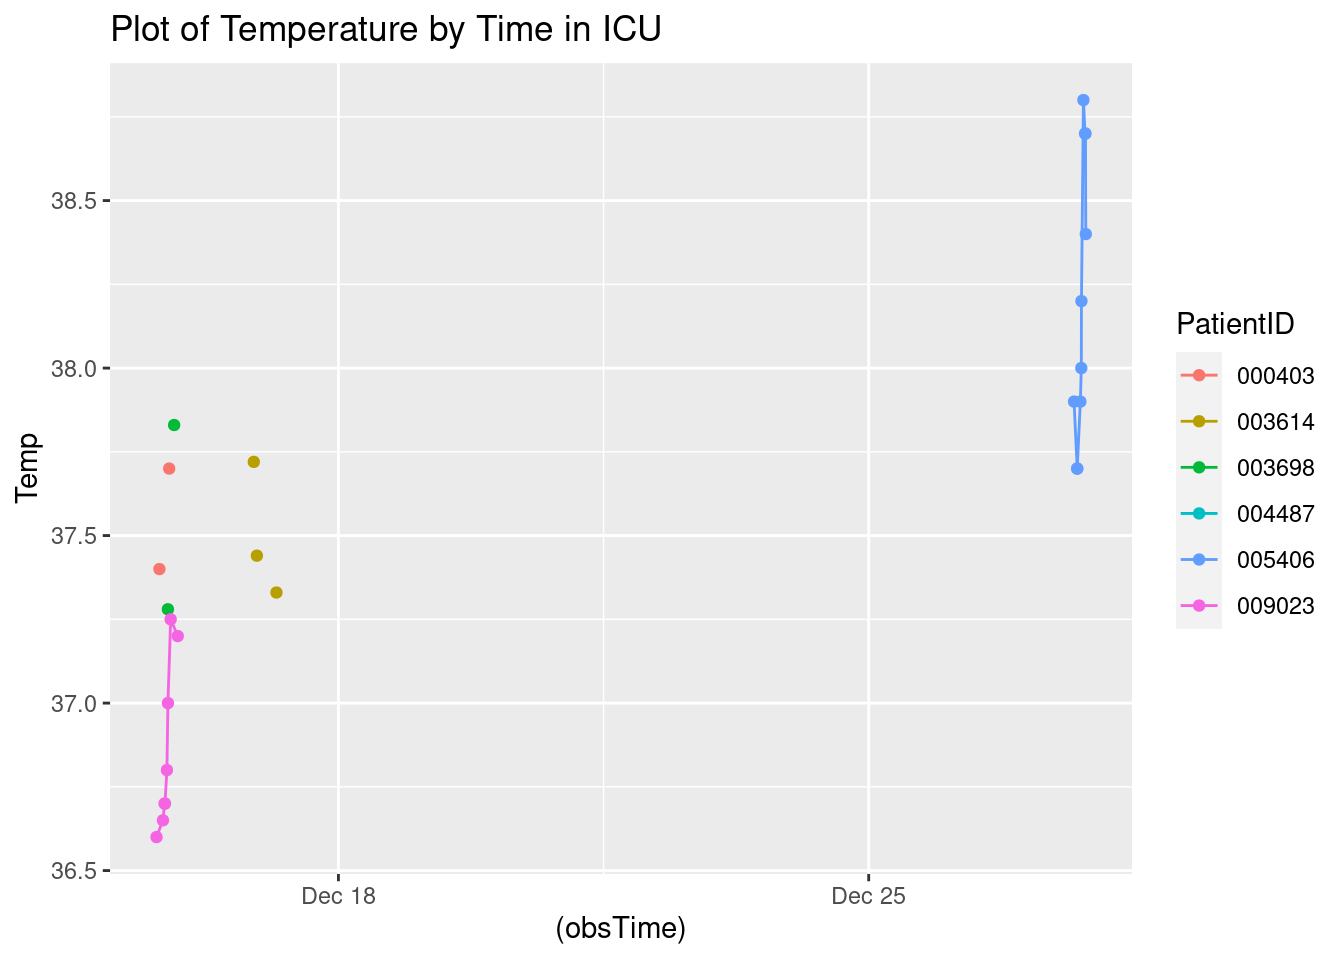 Plot of Temperature by Time in ICU
38.5
38.0
37.5
37.0
36.5
Temp
Dec 18
Dec 25
(obsTime)
PatientID
000403
003614
003698
004487
005406
009023